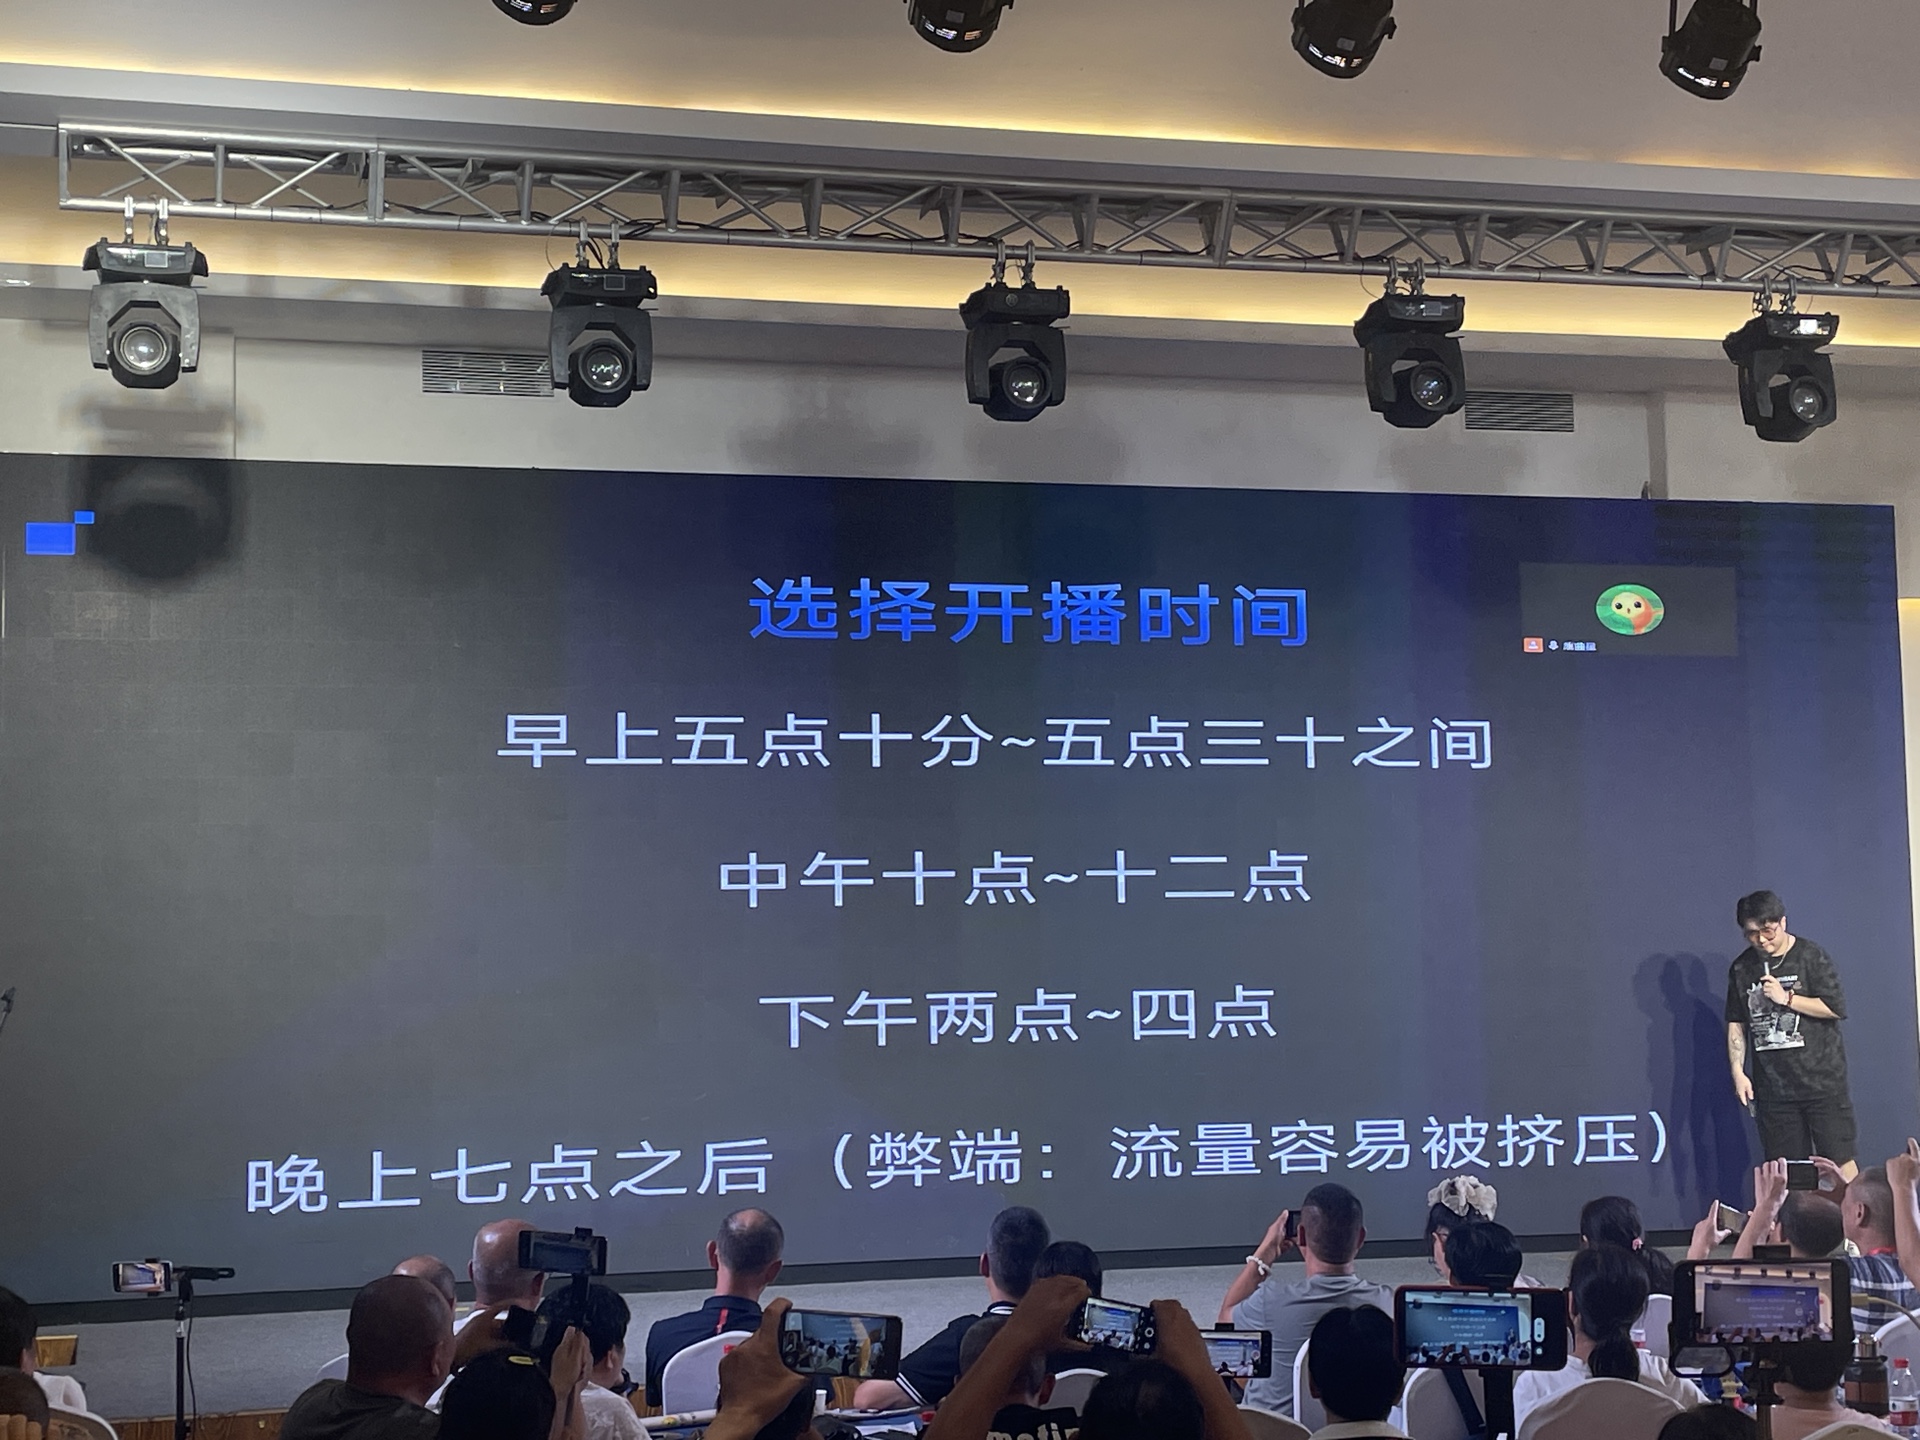 选择开播时间
早上五点十分~五点三十之间
中午十点~十二点
下午两点~四点
晚上七点之后（弊端：流量容易被挤压）